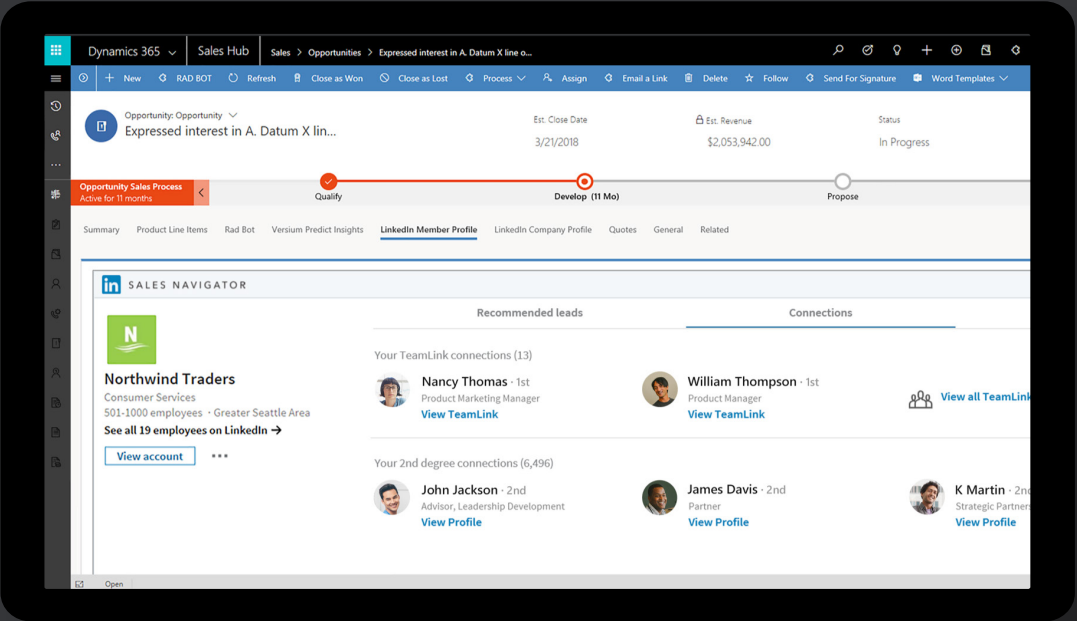 Dynamics 365
Sales Hub
Sales > Opportunities > Expressed interest in A. Datum X line o...
New RAD BOT Refresh Close as Won Close as Lost Process Assign Email a Link Delete Follow Send For Signature Word Templates
Opportunity: Opportunity
Expressed interest in A. Datum X lin...
Est. Close Date
3/21/2018
Est. Revenue
$2,053,942.00
Status
In Progress
Opportunity Sales Process
Active for 11 months
Qualify
Develop (11 Mo)
Propose
Summary Product Line Items Rad Bot Versium Predict Insights LinkedIn Member Profile LinkedIn Company Profile Quotes General Related
in SALES NAVIGATOR
N
Northwind Traders
Consumer Services
501-1000 employees · Greater Seattle Area
See all 19 employees on LinkedIn →
View account
Recommended leads
Connections
Your TeamLink connections (13)
Nancy Thomas · 1st
Product Marketing Manager
View TeamLink
William Thompson · 1st
Product Manager
View TeamLink
View all TeamLink
Your 2nd degree connections (6,496)
John Jackson · 2nd
Advisor, Leadership Development
View Profile
James Davis · 2nd
Partner
View Profile
K Martin · 2nd
Strategic Partners
View Profile
Open